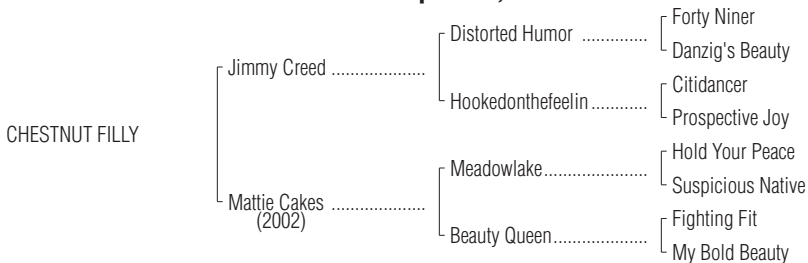 Forty Niner
Distorted Humor ..............
Danzig's Beauty
Jimmy Creed ....................
Citidancer
Hookedonthefeelin............
Prospective Joy
CHESTNUT FILLY
Hold Your Peace
Meadowlake......................
Suspicious Native
Mattie Cakes ....................
(2002)
Fighting Fit
Beauty Queen....................
My Bold Beauty